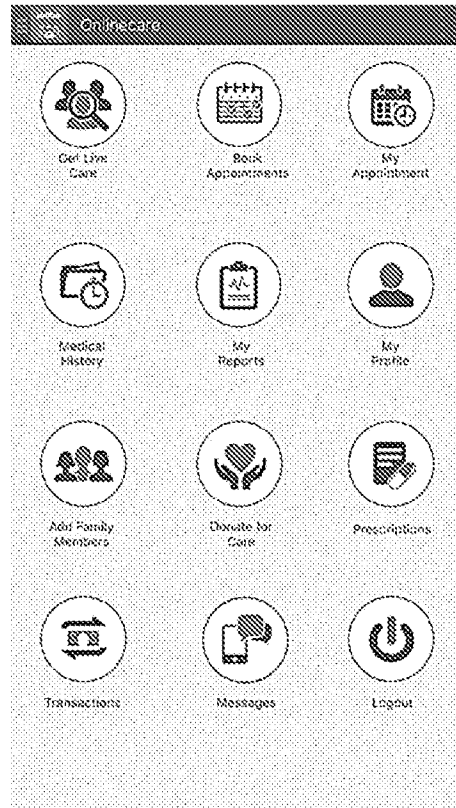 Onlinecare
Get Live
Care
Book
Appointments
My
Appointment
Medical
History
My
Reports
My
Profile
Add Family
Members
Donate for
Care
Prescriptions
Transactions
Messages
Logout